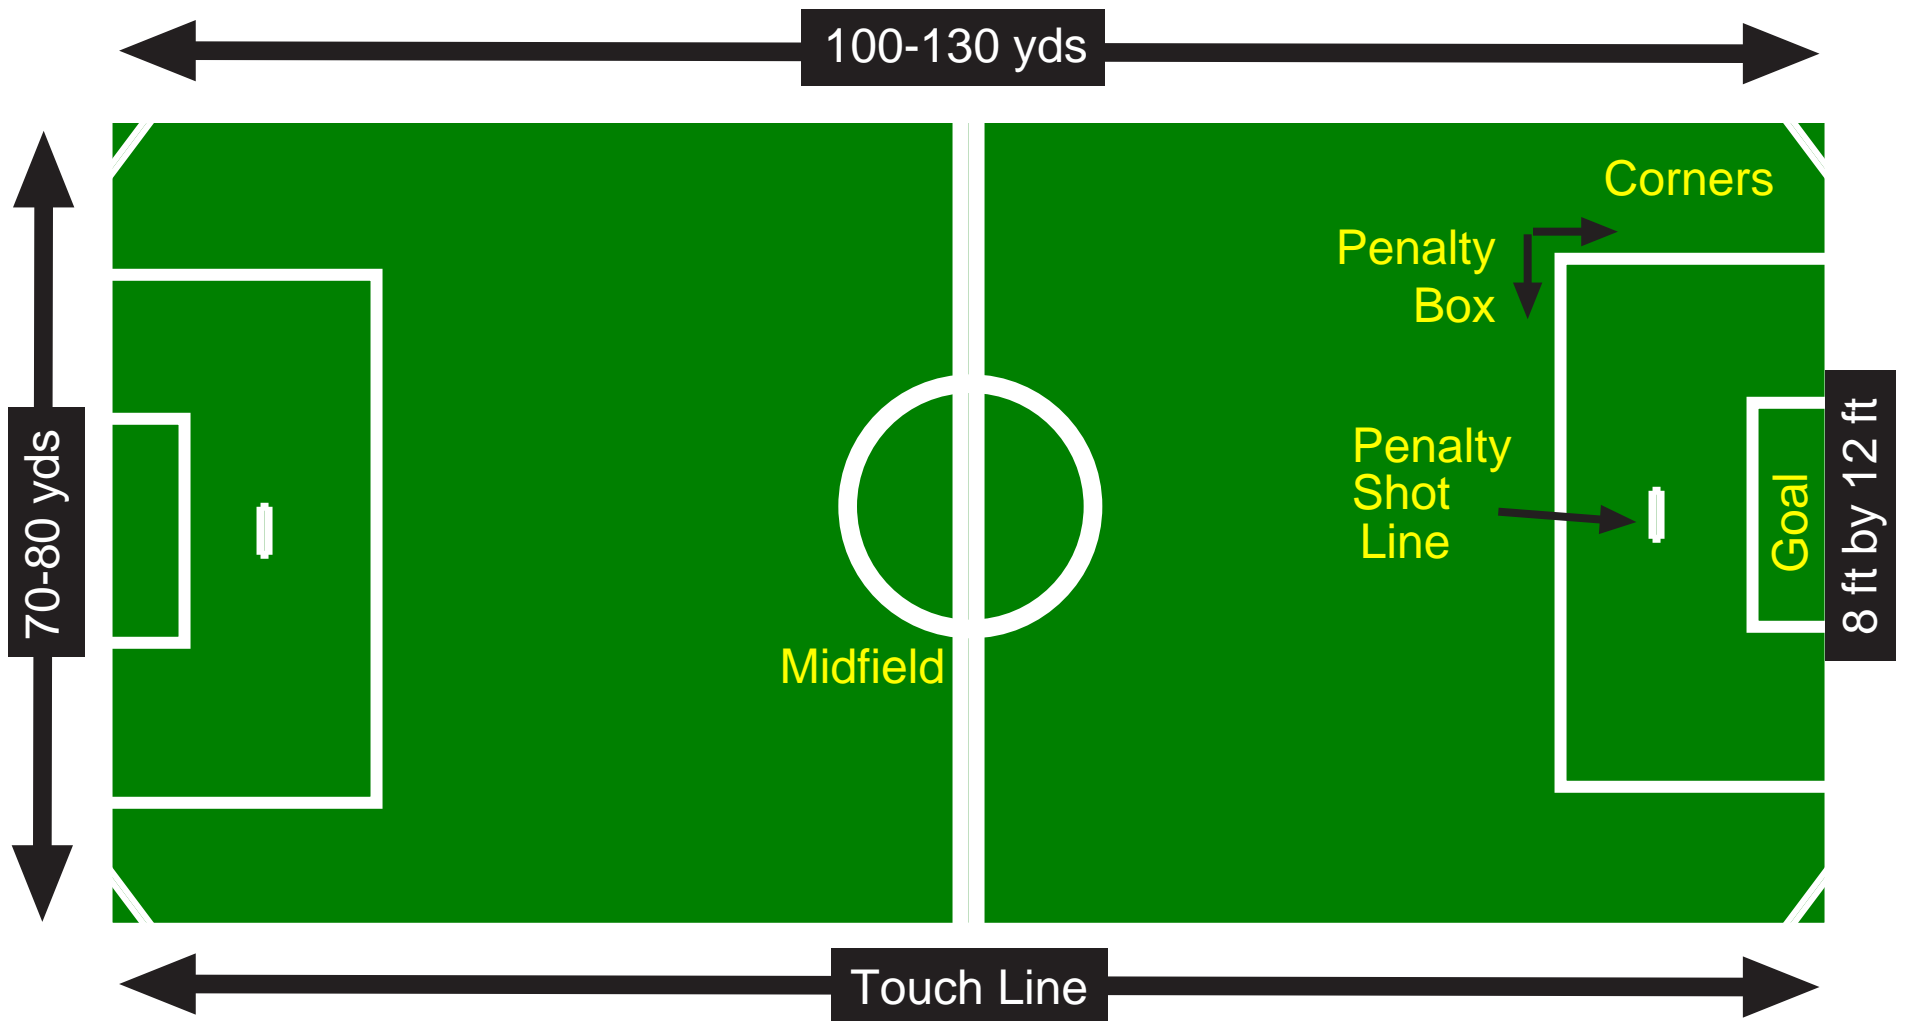 100-130 yds
Corners
Penalty
Box
70-80 yds
Penalty
Shot
Line
Goal
8 ft by 12 ft
Midfield
Touch Line